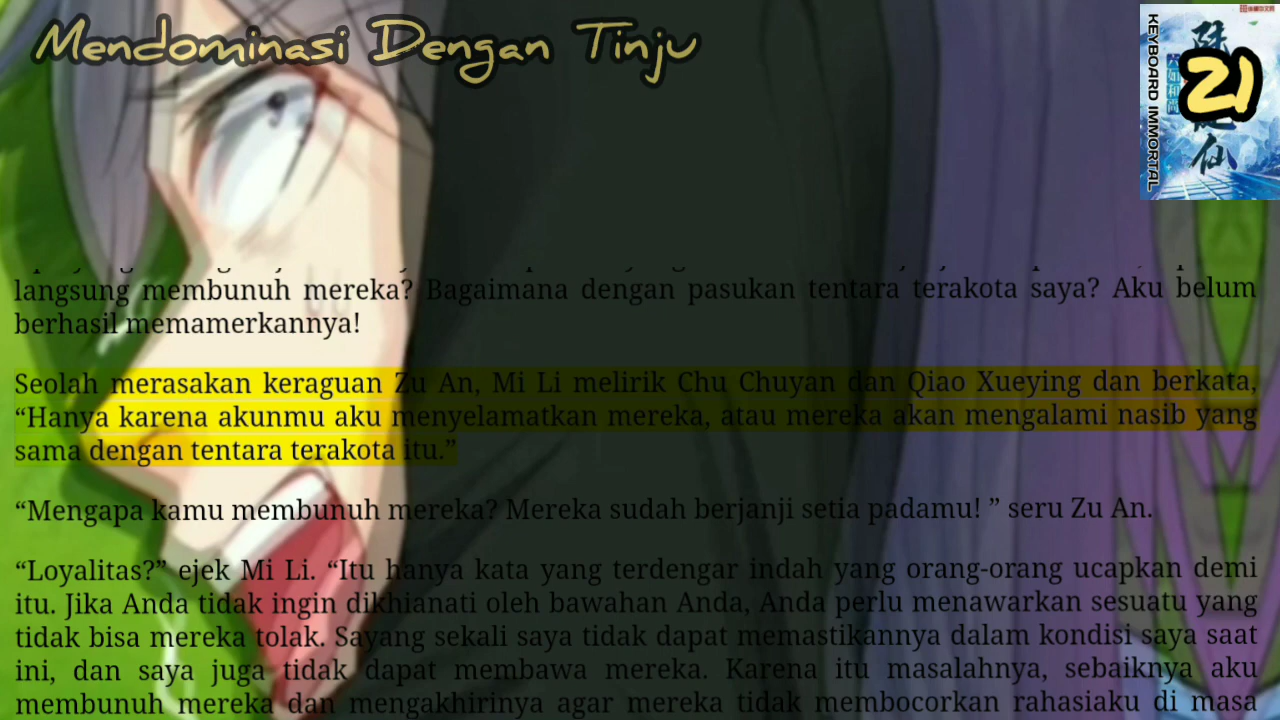 Mendominasi Dengan Tinju
KEYBOARD IMMORTAL
21
langsung membunuh mereka? Bagaimana dengan pasukan tentara terakota saya? Aku belum
berhasil memamerkannya!
Seolah merasakan keraguan Zu An, Mi Li melirik Chu Chuyan dan Qiao Xueying dan berkata,
“Hanya karena akunmu aku menyelamatkan mereka, atau mereka akan mengalami nasib yang
sama dengan tentara terakota itu.”
“Mengapa kamu membunuh mereka? Mereka sudah berjanji setia padamu! ” seru Zu An.
“Loyalitas?” ejek Mi Li. “Itu hanya kata yang terdengar indah yang orang-orang ucapkan demi
itu. Jika Anda tidak ingin dikhianati oleh bawahan Anda, Anda perlu menawarkan sesuatu yang
tidak bisa mereka tolak. Sayang sekali saya tidak dapat memastikannya dalam kondisi saya saat
ini, dan saya juga tidak dapat membawa mereka. Karena itu masalahnya, sebaiknya aku
membunuh mereka dan mengakhirinya agar mereka tidak membocorkan rahasiaku di masa